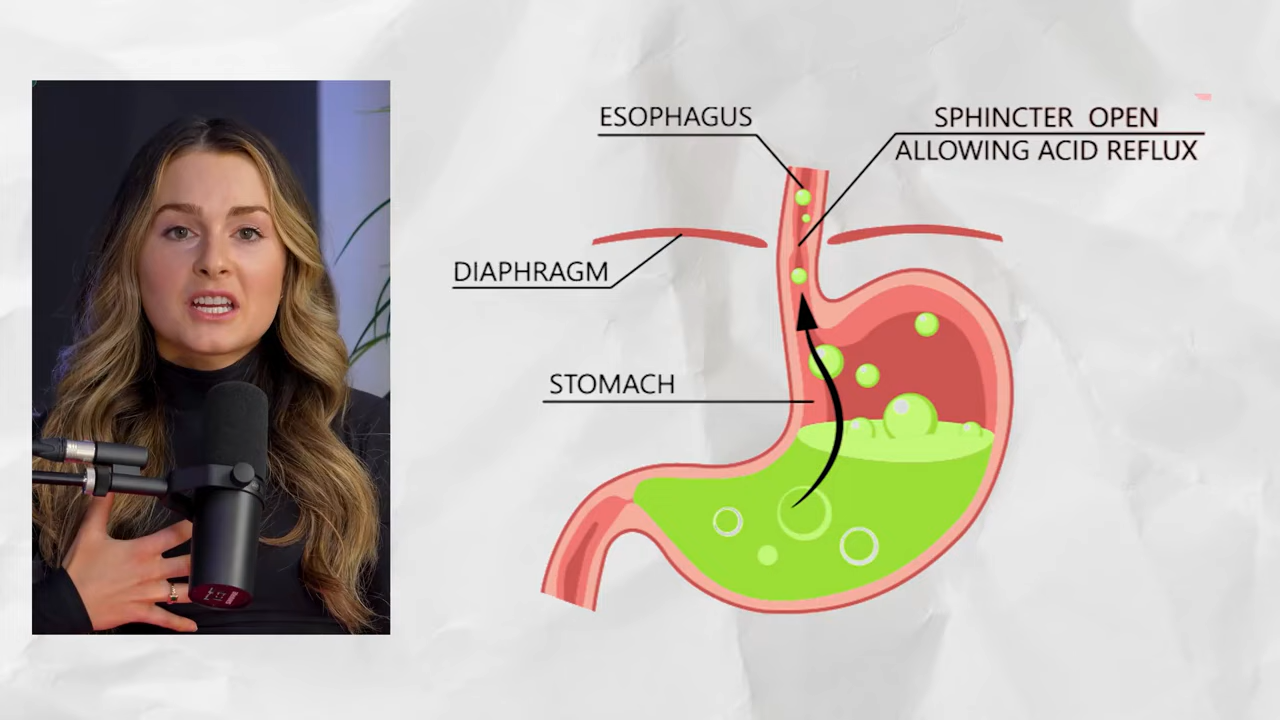 ESOPHAGUS
SPHINCTER OPEN
ALLOWING ACID REFLUX
DIAPHRAGM
STOMACH